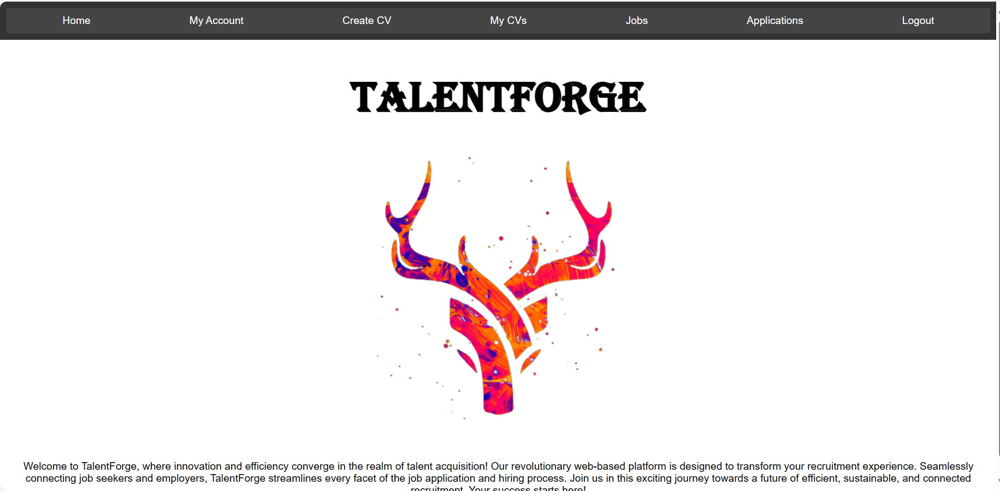 Home My Account Create CV My CVs Jobs Applications Logout
TALENTFORGE
Welcome to TalentForge, where innovation and efficiency converge in the realm of talent acquisition! Our revolutionary web-based platform is designed to transform your recruitment experience. Seamlessly
connecting job seekers and employers, TalentForge streamlines every facet of the job application and hiring process. Join us in this exciting journey towards a future of efficient, sustainable, and connected
recruitment. Your success starts here!